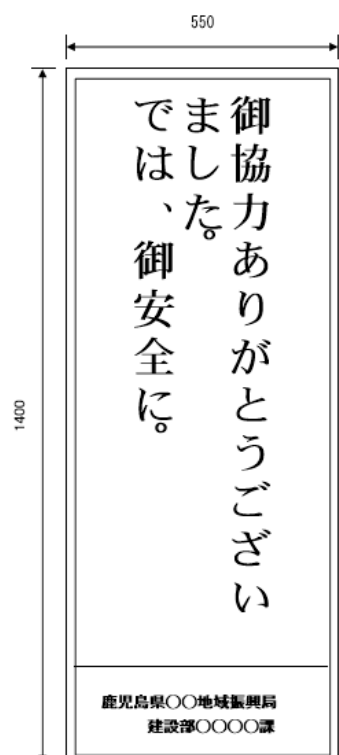 550
1400
御協力ありがとうござい
ました。
では、御安全に。
鹿児島県〇〇地域振興局
建設部〇〇〇〇課